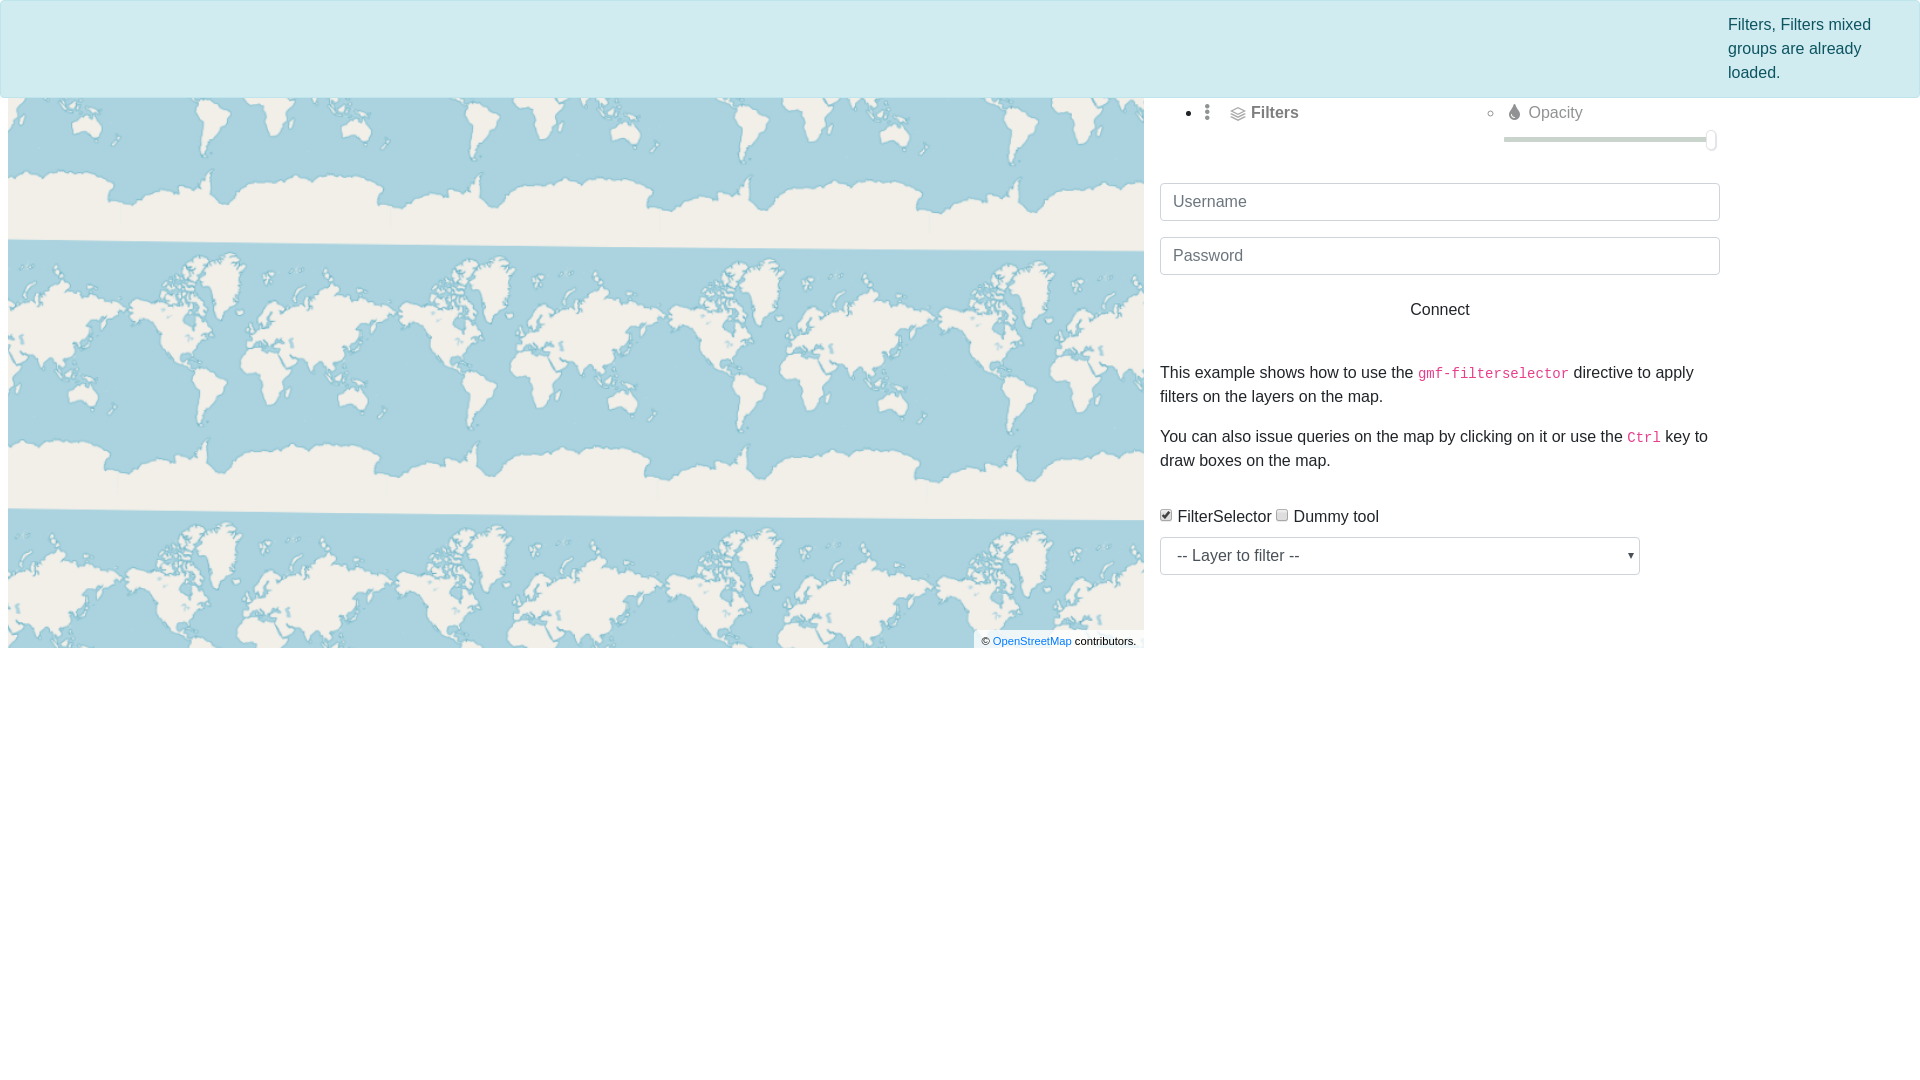 Filters, Filters mixed
groups are already
loaded.
Filters
Opacity
Username
Password
Connect
This example shows how to use the gmf-filterselector directive to apply
filters on the layers on the map.
You can also issue queries on the map by clicking on it or use the Ctrl key to
draw boxes on the map.
FilterSelector Dummy tool
-- Layer to filter --
© OpenStreetMap contributors.